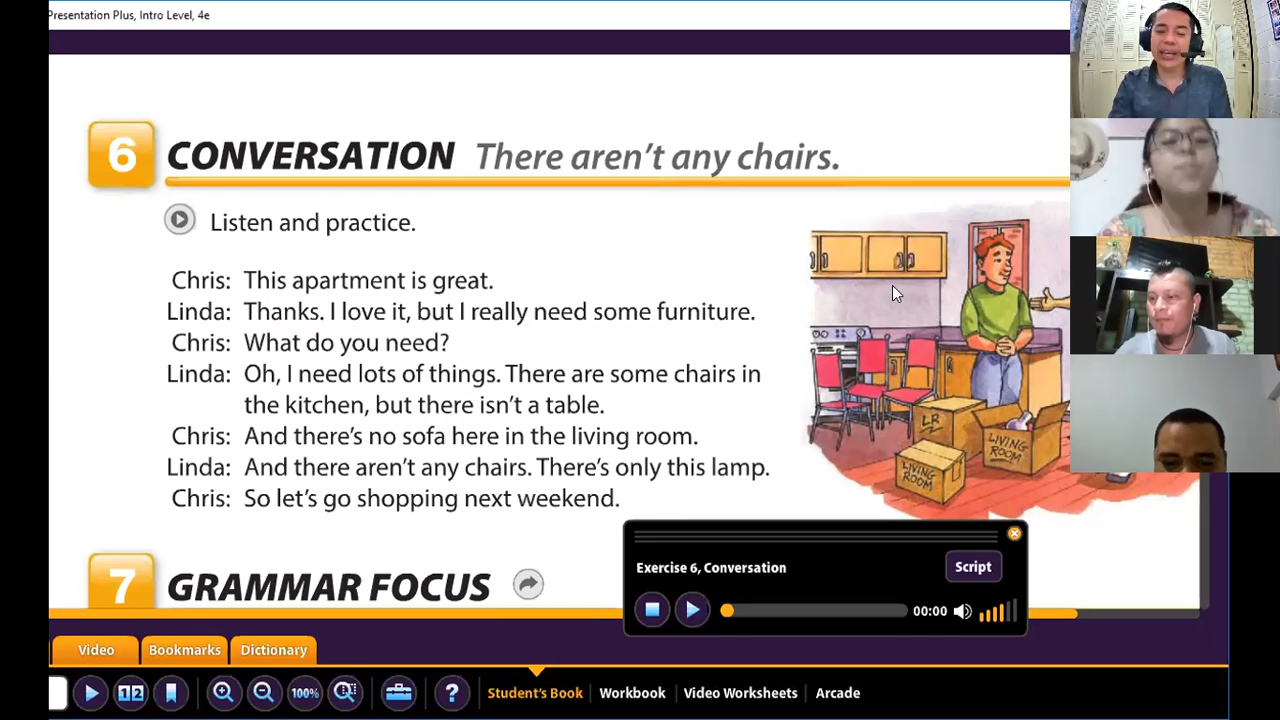 Presentation Plus, Intro Level, 4e
6 CONVERSATION There aren't any chairs.
Listen and practice.
Chris: This apartment is great.
Linda: Thanks. I love it, but I really need some furniture.
Chris: What do you need?
Linda: Oh, I need lots of things. There are some chairs in
the kitchen, but there isn't a table.
Chris: And there's no sofa here in the living room.
Linda: And there aren't any chairs. There's only this lamp.
Chris: So let's go shopping next weekend.
LR
LIVING
ROOM
LIVING
ROOM
7 GRAMMAR FOCUS
Exercise 6, Conversation
Script
00:00
Video Bookmarks Dictionary
1 2 100% ? Student's Book Workbook Video Worksheets Arcade